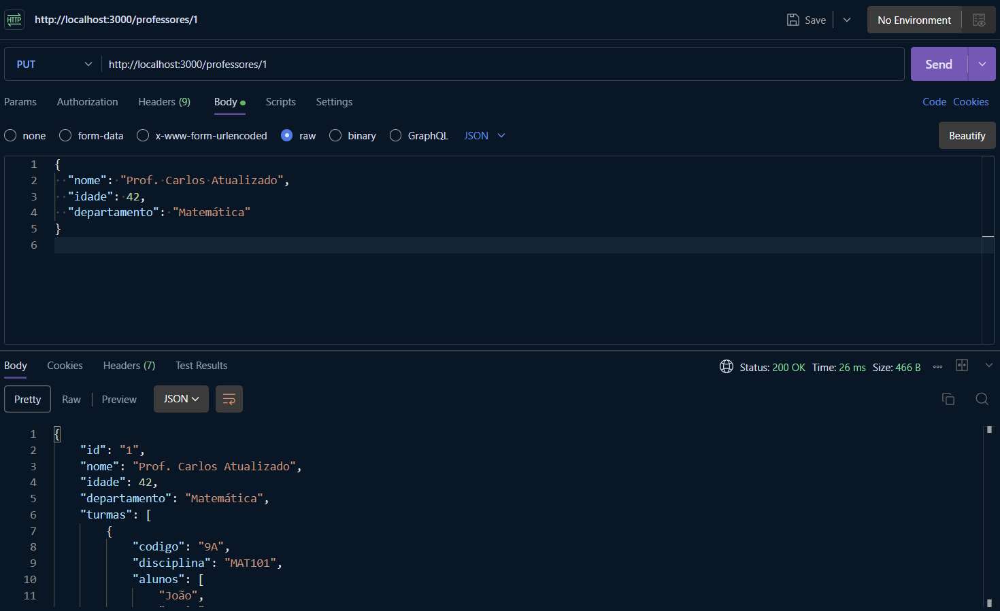 HTTP http://localhost:3000/professores/1 Save No Environment
PUT http://localhost:3000/professores/1 Send
Params Authorization Headers (9) Body Scripts Settings Code Cookies
none form-data x-www-form-urlencoded raw binary GraphQL JSON Beautify
1 {
2 "nome": "Prof. Carlos Atualizado",
3 "idade": 42,
4 "departamento": "Matemática"
5 }
6
Body Cookies Headers (7) Test Results Status: 200 OK Time: 26 ms Size: 466 B
Pretty Raw Preview JSON
1 {
2 "id": "1",
3 "nome": "Prof. Carlos Atualizado",
4 "idade": 42,
5 "departamento": "Matemática",
6 "turmas": [
7 {
8 "codigo": "9A",
9 "disciplina": "MAT101",
10 "alunos": [
11 "João",